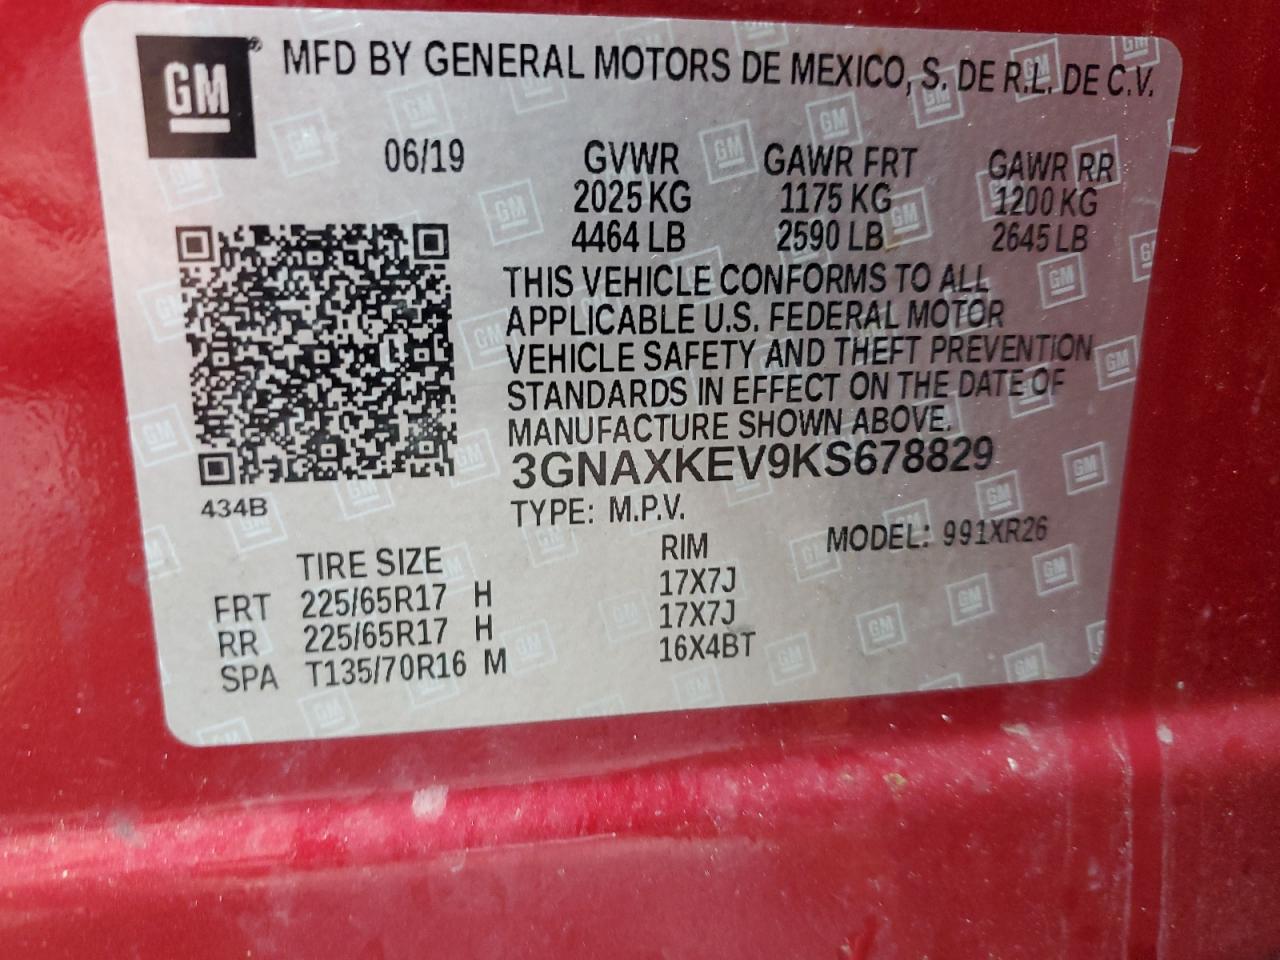 GM ® MFD BY GENERAL MOTORS DE MEXICO, S. DE R.L. DE C.V.
06/19 GVWR GAWR FRT GAWR RR
2025 KG 1175 KG 1200 KG
4464 LB 2590 LB 2645 LB
THIS VEHICLE CONFORMS TO ALL
APPLICABLE U.S. FEDERAL MOTOR
VEHICLE SAFETY AND THEFT PREVENTION
STANDARDS IN EFFECT ON THE DATE OF
MANUFACTURE SHOWN ABOVE.
3GNAXKEV9KS678829
434B
TYPE: M.P.V. MODEL: 991XR26
TIRE SIZE RIM
FRT 225/65R17 H 17X7J
RR 225/65R17 H 17X7J
SPA T135/70R16 M 16X4BT